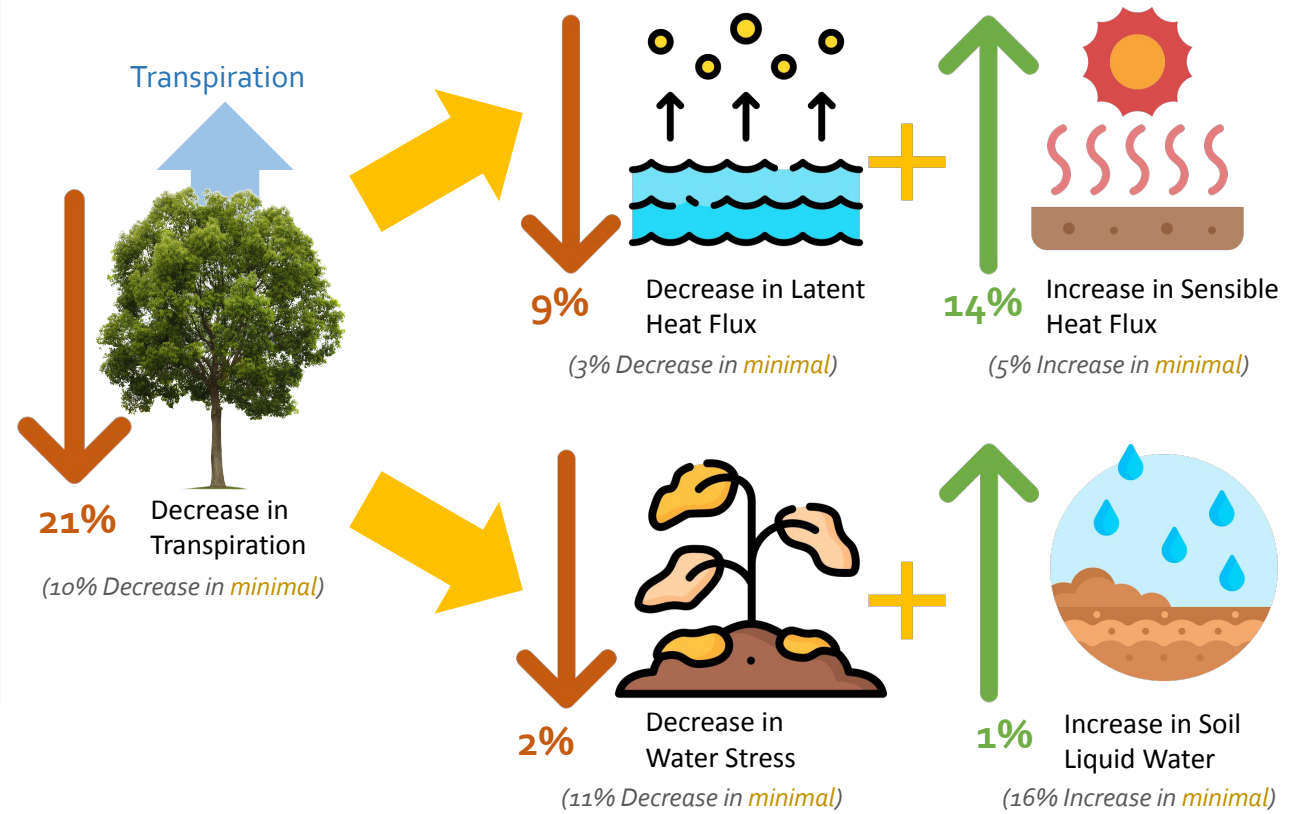 Transpiration
21%
Decrease in
Transpiration
(10% Decrease in minimal)
9%
Decrease in Latent
Heat Flux
(3% Decrease in minimal)
14%
Increase in Sensible
Heat Flux
(5% Increase in minimal)
2%
Decrease in
Water Stress
(11% Decrease in minimal)
1%
Increase in Soil
Liquid Water
(16% Increase in minimal)